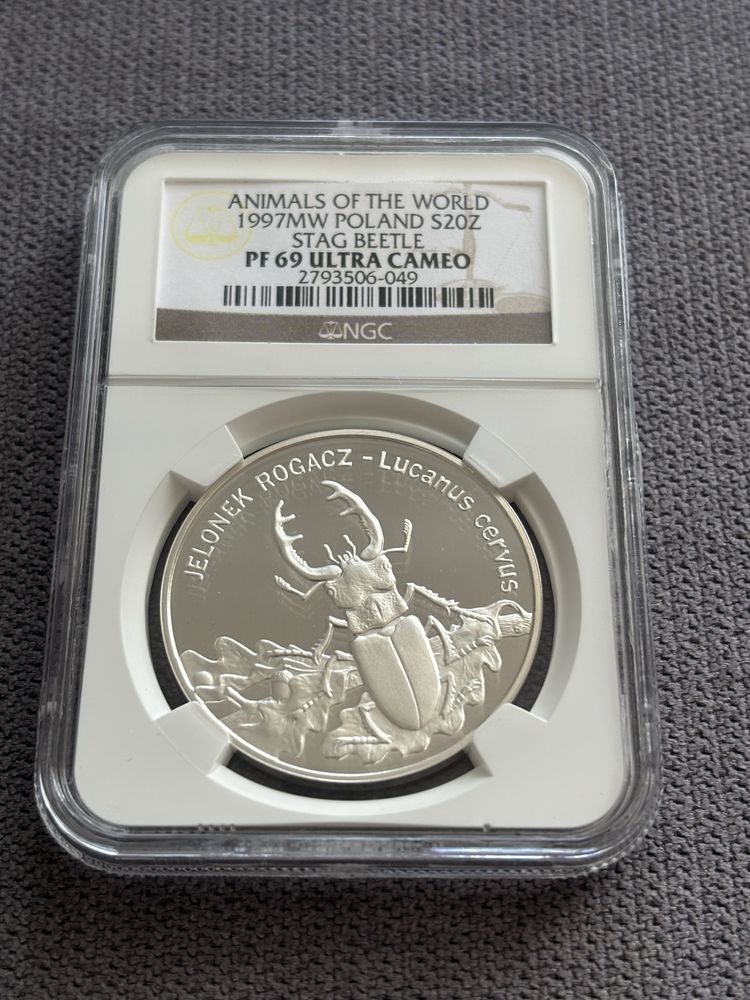 ANIMALS OF THE WORLD
1997MW POLAND S20Z
STAG BEETLE
PF 69 ULTRA CAMEO
2793506-049
NGC
JELONEK ROGACZ - Lucanus cervus